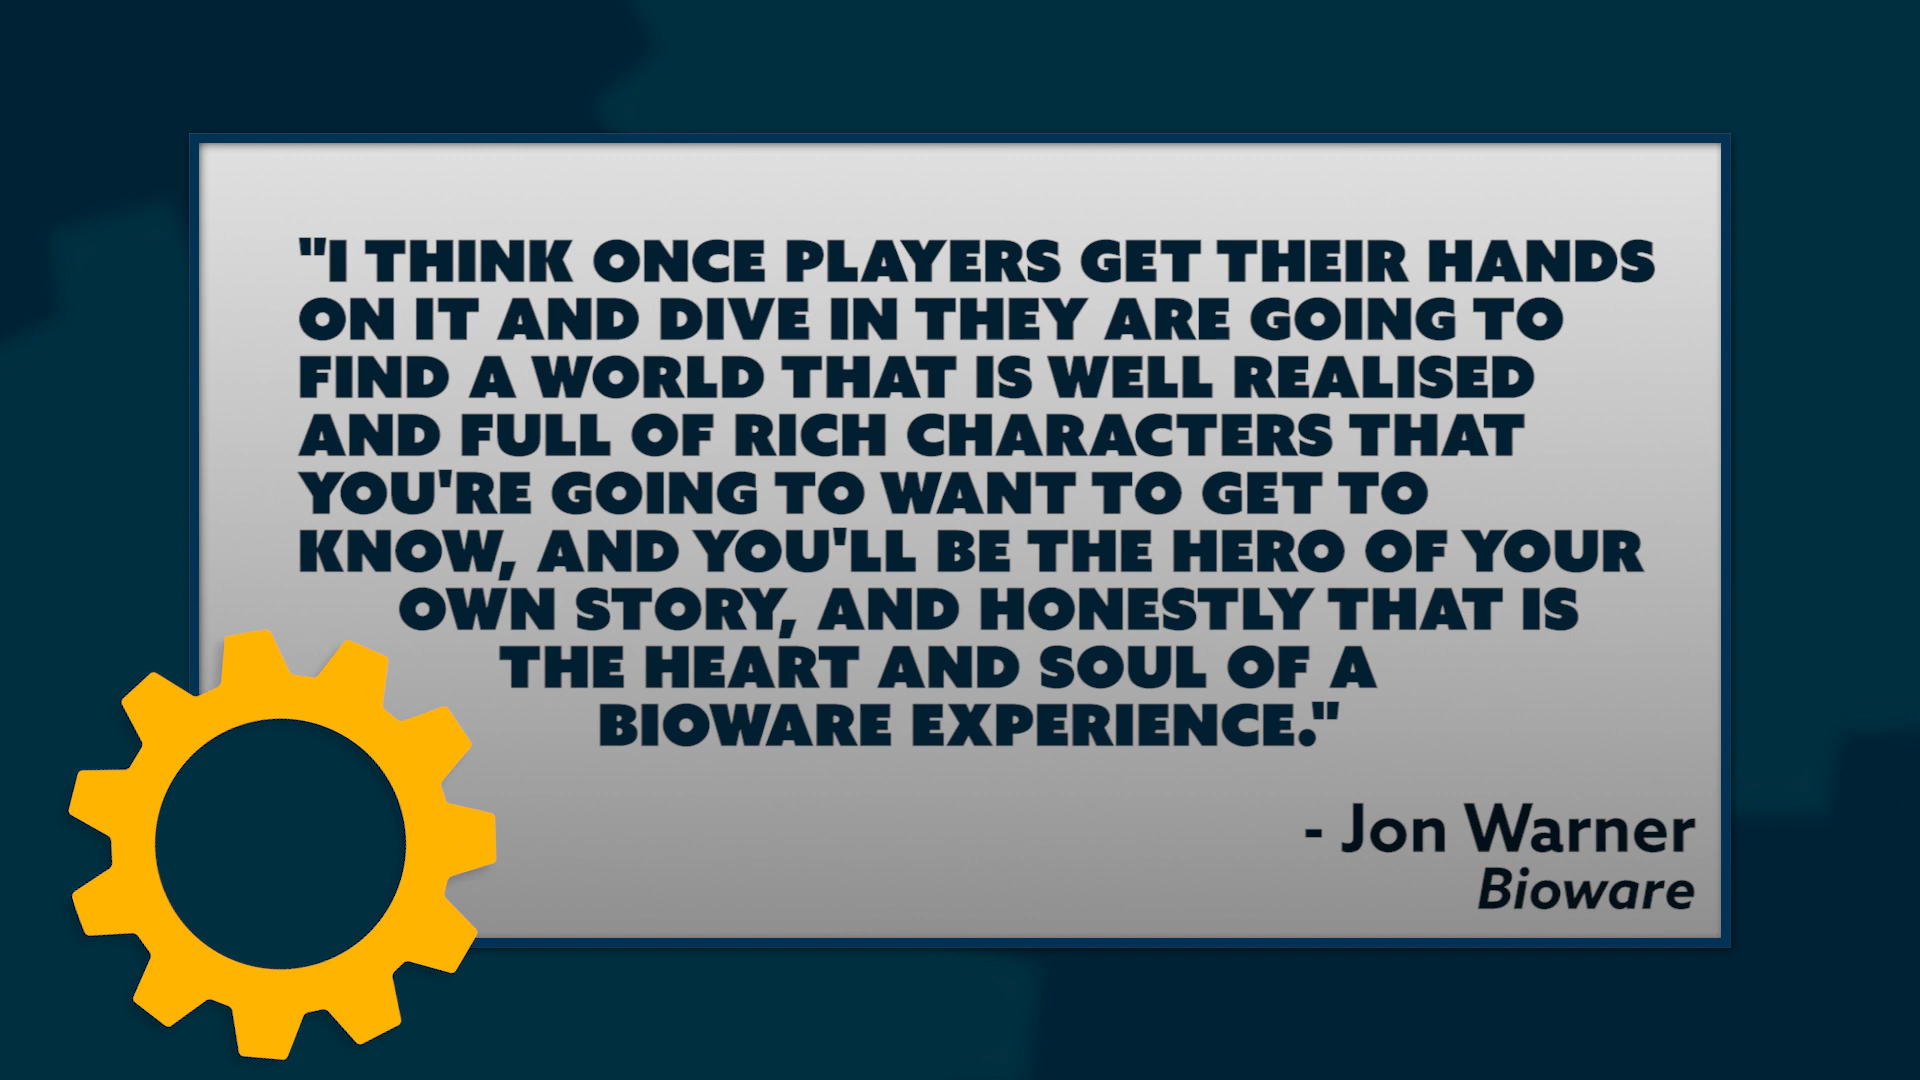 "I THINK ONCE PLAYERS GET THEIR HANDS
ON IT AND DIVE IN THEY ARE GOING TO
FIND A WORLD THAT IS WELL REALISED
AND FULL OF RICH CHARACTERS THAT
YOU'RE GOING TO WANT TO GET TO
KNOW, AND YOU'LL BE THE HERO OF YOUR
OWN STORY, AND HONESTLY THAT IS
THE HEART AND SOUL OF A
BIOWARE EXPERIENCE."
- Jon Warner
Bioware